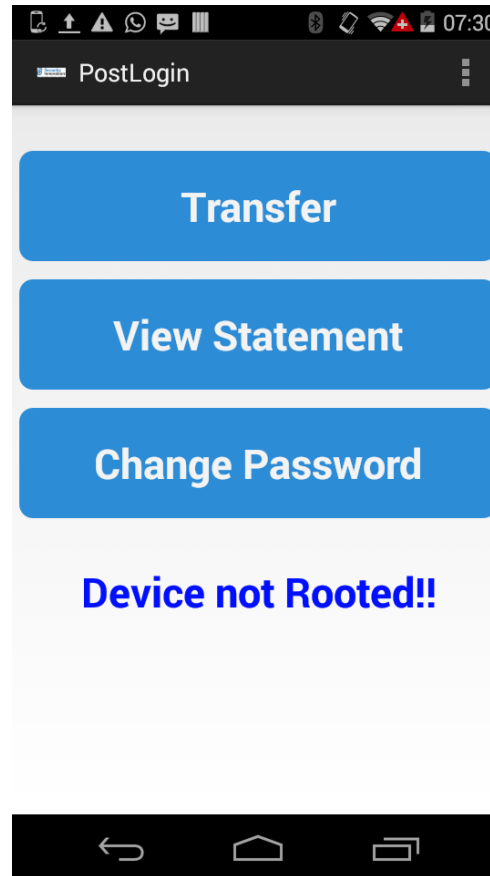 07:30
PostLogin
Transfer
View Statement
Change Password
Device not Rooted!!